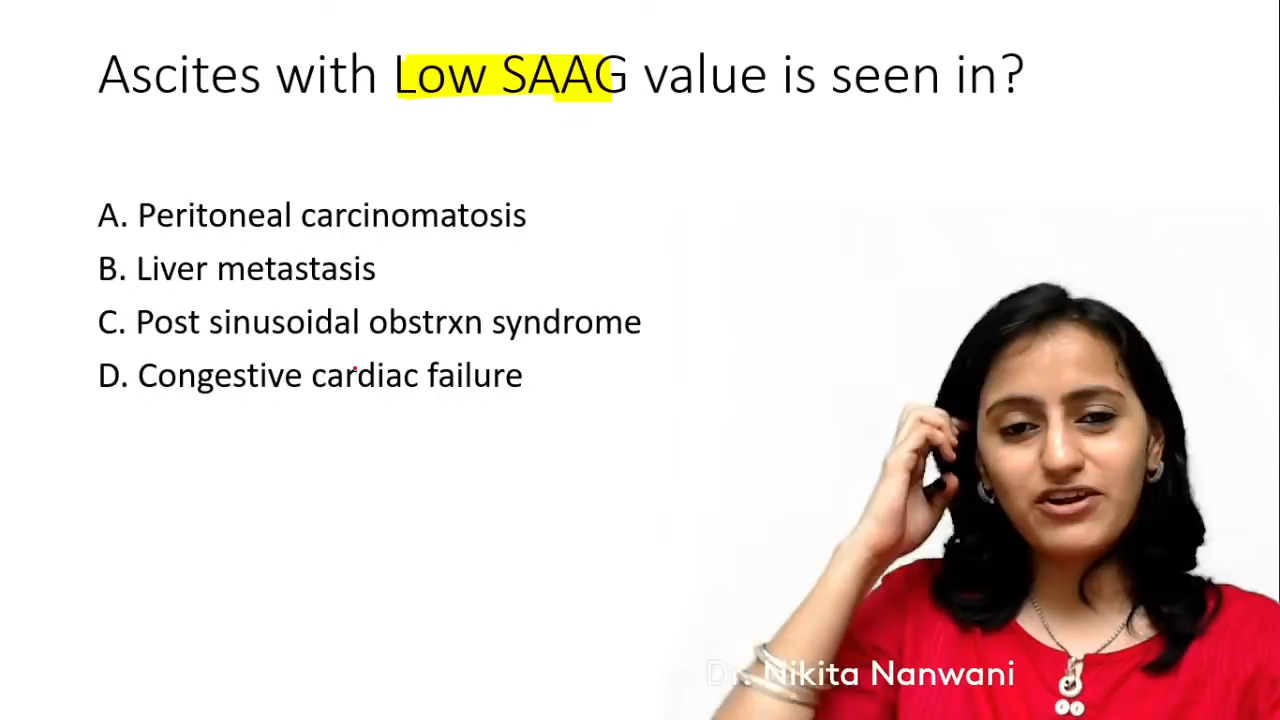 Ascites with Low SAAG value is seen in?
A. Peritoneal carcinomatosis
B. Liver metastasis
C. Post sinusoidal obstrxn syndrome
D. Congestive cardiac failure
Dr. Nikita Nanwani